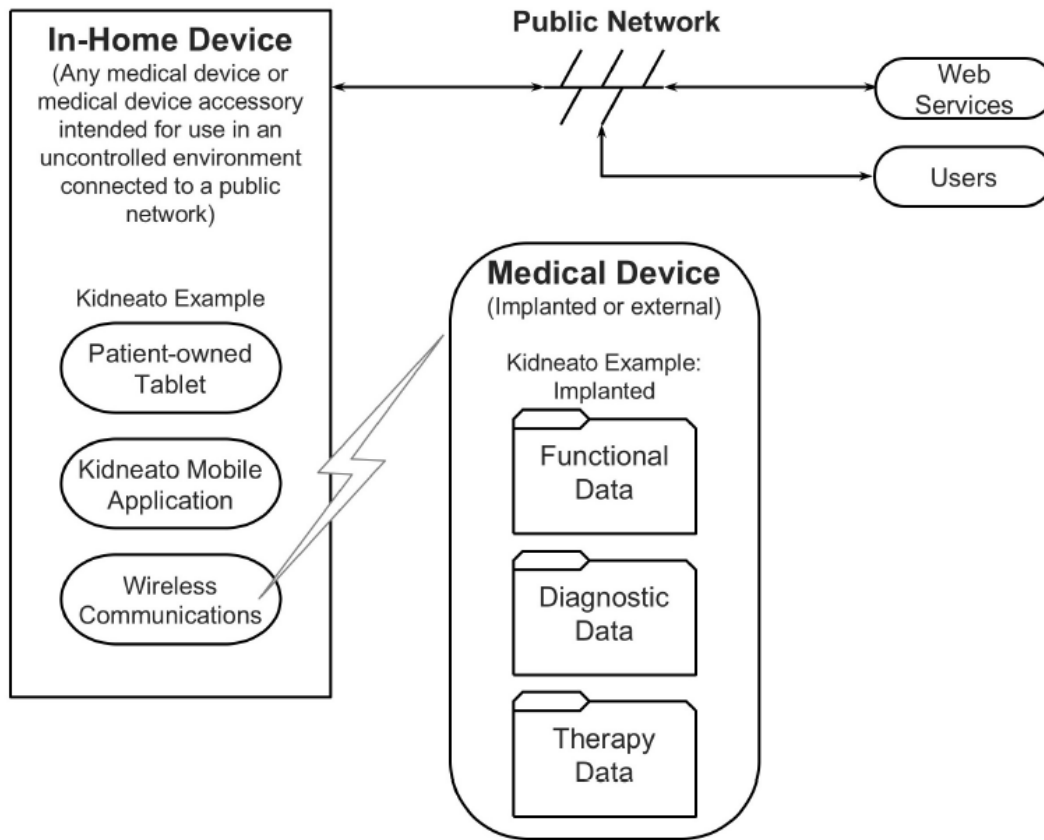 In-Home Device
(Any medical device or
medical device accessory
intended for use in an
uncontrolled environment
connected to a public
network)
Kidneato Example
Patient-owned
Tablet
Kidneato Mobile
Application
Wireless
Communications
Public Network
Web
Services
Users
Medical Device
(Implanted or external)
Kidneato Example:
Implanted
Functional
Data
Diagnostic
Data
Therapy
Data